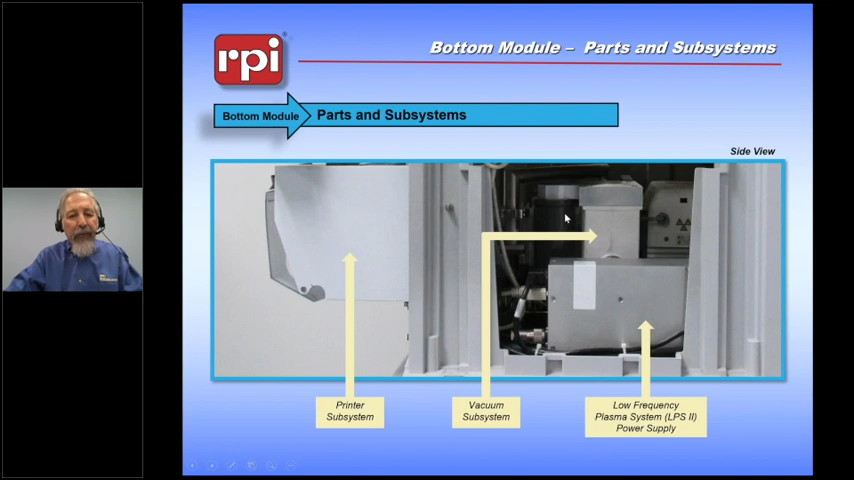 rpi
Bottom Module – Parts and Subsystems
Bottom Module
Parts and Subsystems
Side View
Printer
Subsystem
Vacuum
Subsystem
Low Frequency
Plasma System (LPS II)
Power Supply